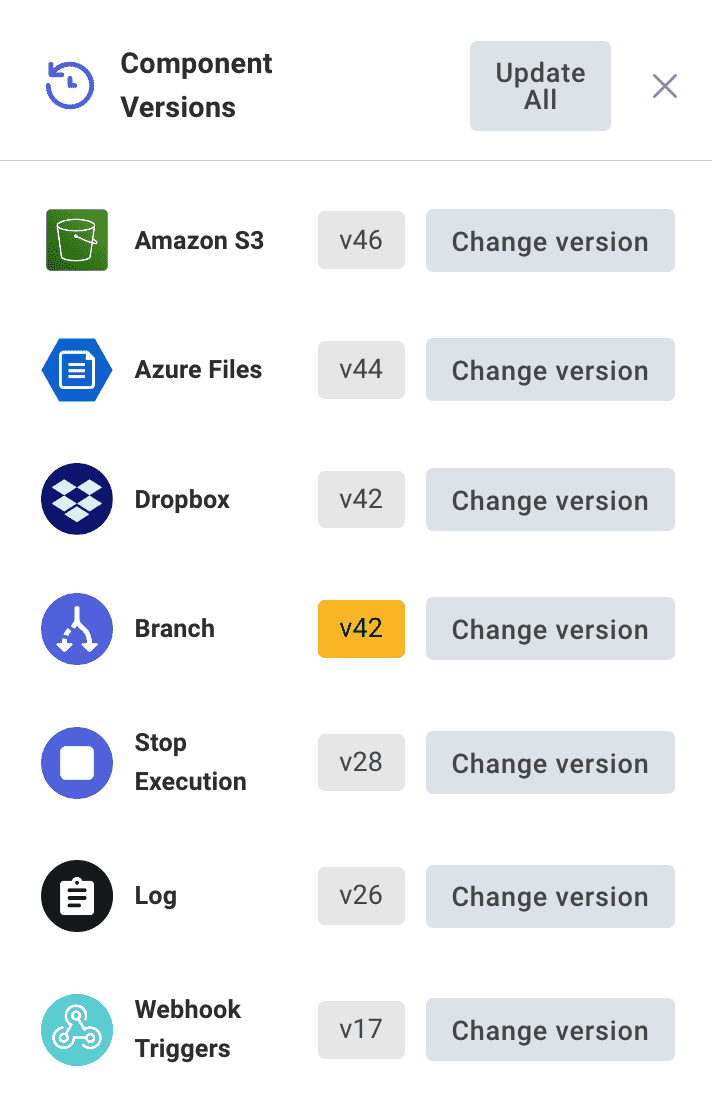 Component
Versions
Update
All
Amazon S3
v46
Change version
Azure Files
v44
Change version
Dropbox
v42
Change version
Branch
v42
Change version
Stop
Execution
v28
Change version
Log
v26
Change version
Webhook
Triggers
v17
Change version